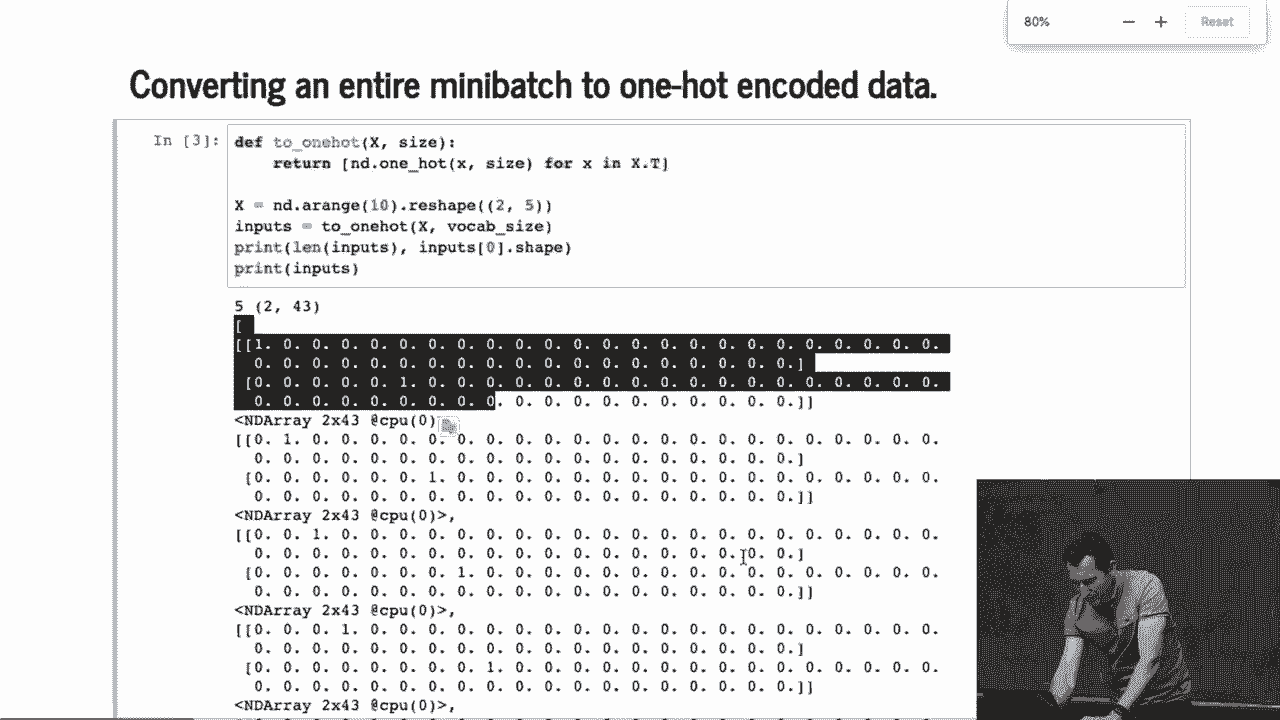 80%
Reset
Converting an entire minibatch to one-hot encoded data.
In [3]:
def to_onehot(X, size):
    return [nd.one_hot(x, size) for x in X.T]
X = nd.arange(10).reshape((2, 5))
inputs = to_onehot(X, vocab_size)
print(len(inputs), inputs[0].shape)
print(inputs)
5 (2, 43)
[
[[1. 0. 0. 0. 0. 0. 0. 0. 0. 0. 0. 0. 0. 0. 0. 0. 0. 0. 0. 0. 0. 0. 0. 0.
  0. 0. 0. 0. 0. 0. 0. 0. 0. 0. 0. 0. 0. 0. 0. 0. 0. 0. 0.]
 [0. 0. 0. 0. 0. 1. 0. 0. 0. 0. 0. 0. 0. 0. 0. 0. 0. 0. 0. 0. 0. 0. 0. 0.
  0. 0. 0. 0. 0. 0. 0. 0. 0. 0. 0. 0. 0. 0. 0. 0. 0. 0. 0.]]
<NDArray 2x43 @cpu(0)
[[0. 1. 0. 0. 0. 0. 0. 0. 0. 0. 0. 0. 0. 0. 0. 0. 0. 0. 0. 0. 0. 0. 0. 0.
  0. 0. 0. 0. 0. 0. 0. 0. 0. 0. 0. 0. 0. 0. 0. 0. 0. 0. 0.]
 [0. 0. 0. 0. 0. 0. 1. 0. 0. 0. 0. 0. 0. 0. 0. 0. 0. 0. 0. 0. 0. 0. 0. 0.
  0. 0. 0. 0. 0. 0. 0. 0. 0. 0. 0. 0. 0. 0. 0. 0. 0. 0. 0.]]
<NDArray 2x43 @cpu(0)>,
[[0. 0. 1. 0. 0. 0. 0. 0. 0. 0. 0. 0. 0. 0. 0. 0. 0. 0. 0. 0. 0. 0. 0. 0.
  0. 0. 0. 0. 0. 0. 0. 0. 0. 0. 0. 0. 0. 0. 0. 0. 0. 0. 0.]
 [0. 0. 0. 0. 0. 0. 0. 1. 0. 0. 0. 0. 0. 0. 0. 0. 0. 0. 0. 0. 0. 0. 0. 0.
  0. 0. 0. 0. 0. 0. 0. 0. 0. 0. 0. 0. 0. 0. 0. 0. 0. 0. 0.]]
<NDArray 2x43 @cpu(0)>,
[[0. 0. 0. 1. 0. 0. 0. 0. 0. 0. 0. 0. 0. 0. 0. 0. 0. 0. 0. 0. 0. 0. 0. 0.
  0. 0. 0. 0. 0. 0. 0. 0. 0. 0. 0. 0. 0. 0. 0. 0. 0. 0. 0.]
 [0. 0. 0. 0. 0. 0. 0. 0. 1. 0. 0. 0. 0. 0. 0. 0. 0. 0. 0. 0. 0. 0. 0. 0.
  0. 0. 0. 0. 0. 0. 0. 0. 0. 0. 0. 0. 0. 0. 0. 0. 0. 0. 0.]]
<NDArray 2x43 @cpu(0)>,